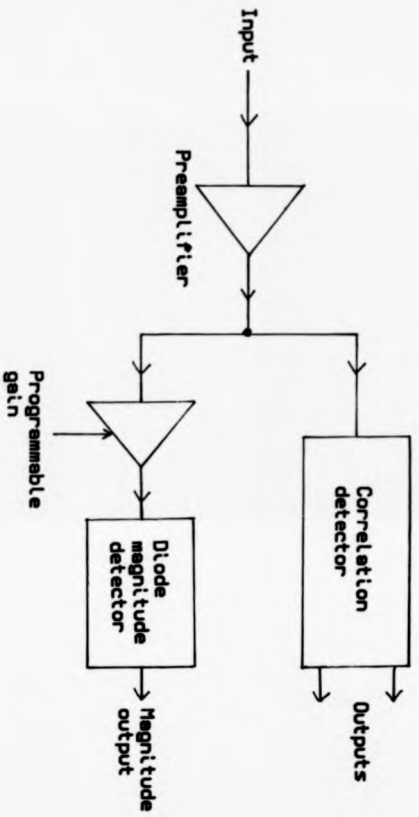 Input
Preamplifier
Correlation
detector
Outputs
Programmable
gain
Diode
magnitude
detector
Magnitude
output